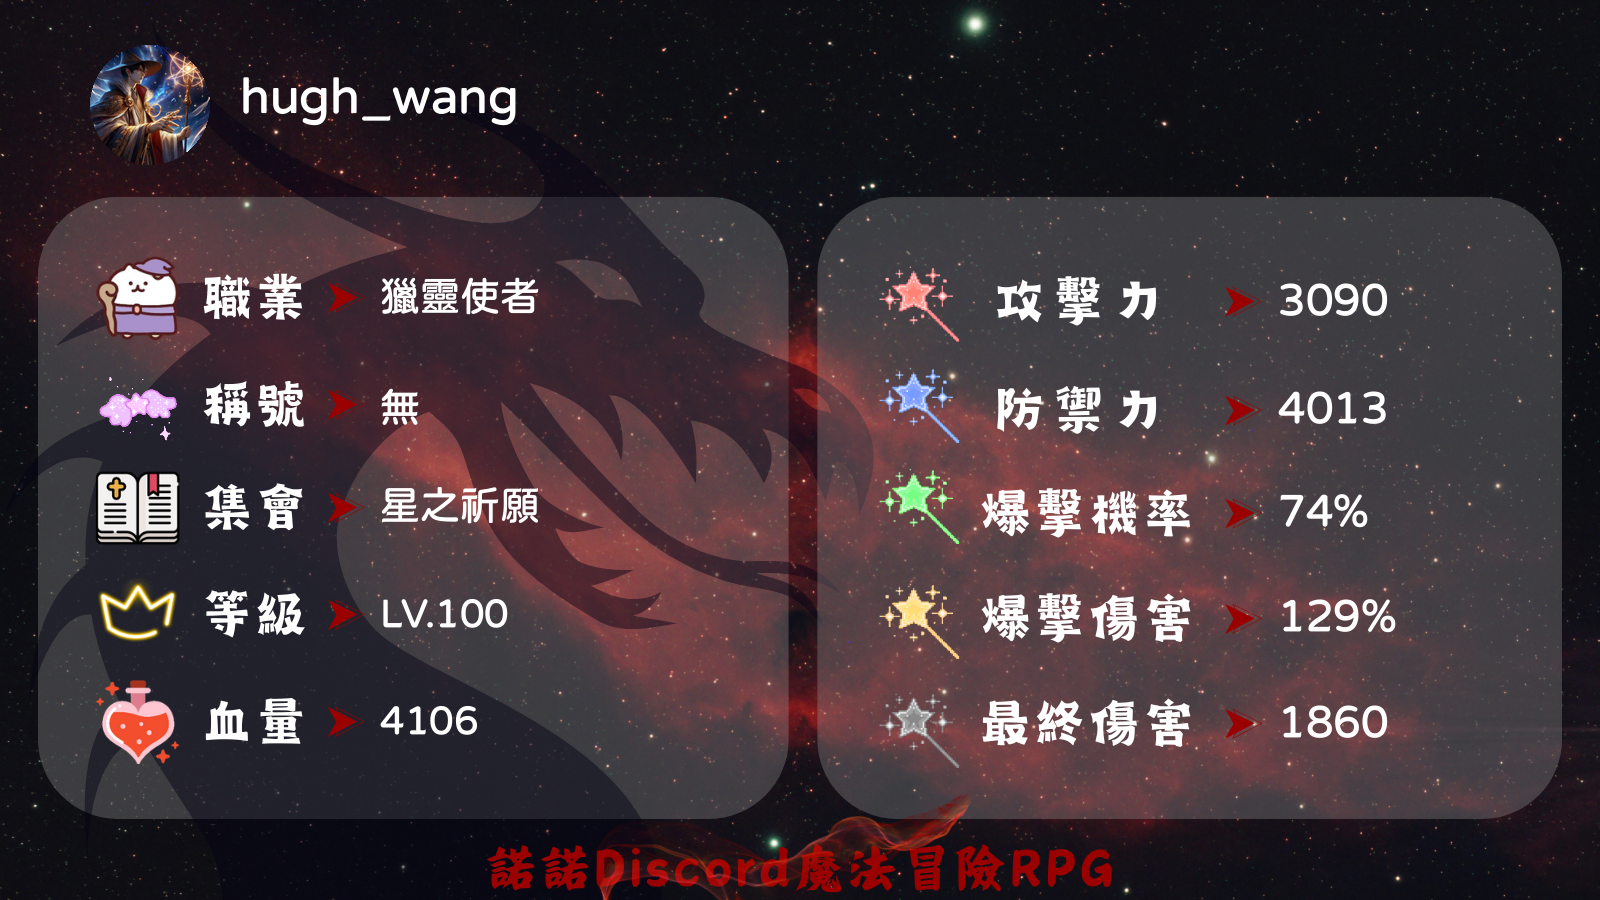 hugh_wang
職業 ➤ 獵靈使者
稱號 ➤ 無
集會 ➤ 星之祈願
等級 ➤ LV.100
血量 ➤ 4106
攻擊力 ➤ 3090
防禦力 ➤ 4013
爆擊機率 ➤ 74%
爆擊傷害 ➤ 129%
最終傷害 ➤ 1860
諾諾Discord魔法冒險RPG